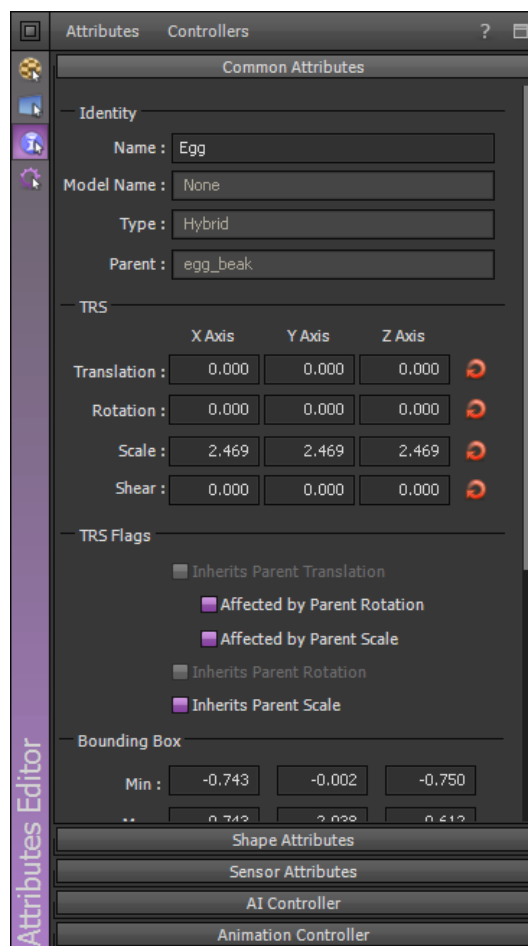 Attributes Controllers ?
Common Attributes
Identity
Name : Egg
Model Name : None
Type : Hybrid
Parent : egg_beak
TRS
X Axis Y Axis Z Axis
Translation : 0.000 0.000 0.000
Rotation : 0.000 0.000 0.000
Scale : 2.469 2.469 2.469
Shear : 0.000 0.000 0.000
TRS Flags
Inherits Parent Translation
Affected by Parent Rotation
Affected by Parent Scale
Inherits Parent Rotation
Inherits Parent Scale
Bounding Box
Min : -0.743 -0.002 -0.750
Shape Attributes
Sensor Attributes
AI Controller
Animation Controller
Attributes Editor